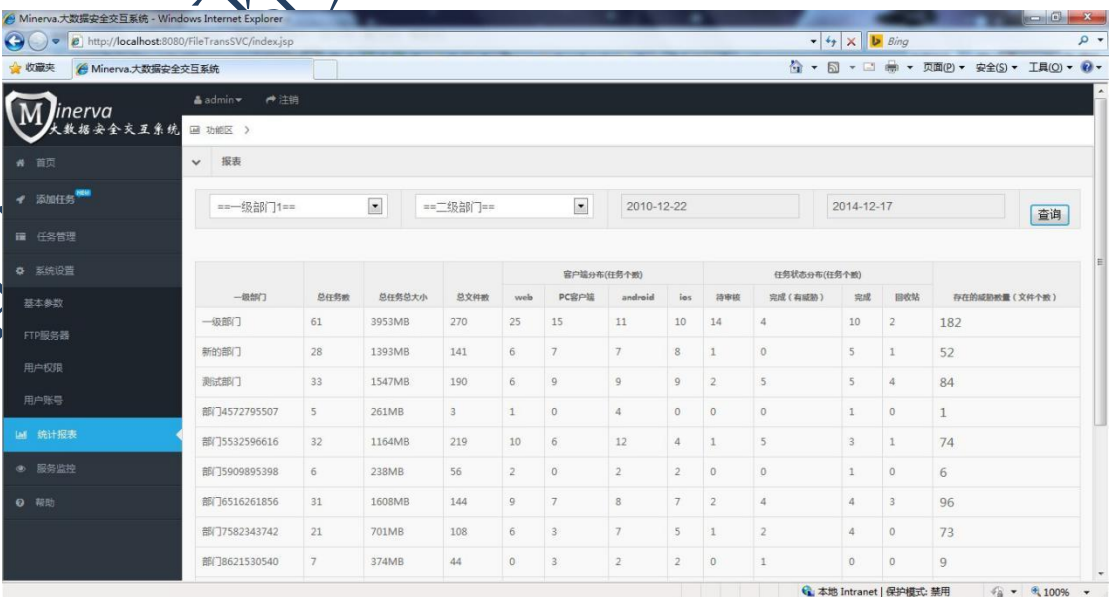 Minerva.大数据安全交互系统 - Windows Internet Explorer
http://localhost:8080/FileTransSVC/index.jsp
Bing
收藏夹 Minerva.大数据安全交互系统
页面(P) 安全(S) 工具(O)
Minerva
大数据安全交互系统
admin 注销
功能区 >
首页
报表
添加任务
==一级部门1== ==二级部门== 2010-12-22 2014-12-17 查询
任务管理
系统设置
客户端分布(任务个数) 任务状态分布(任务个数)
基本参数
一级部门 总任务数 总任务总大小 总文件数 web PC客户端 android ios 待审核 完成(有威胁) 完成 回收站 存在的威胁数量(文件个数)
一级部门 61 3953MB 270 25 15 11 10 14 4 10 2 182
FTP服务器
新的部门 28 1393MB 141 6 7 7 8 1 0 5 1 52
用户权限
测试部门 33 1547MB 190 6 9 9 9 2 5 5 4 84
用户账号
部门4572795507 5 261MB 3 1 0 4 0 0 0 1 0 1
统计报表
部门5532596616 32 1164MB 219 10 6 12 4 1 5 3 1 74
服务监控
部门5909895398 6 238MB 56 2 0 2 2 0 0 1 0 6
帮助
部门6516261856 31 1608MB 144 9 7 8 7 2 4 4 3 96
部门7582343742 21 701MB 108 6 3 7 5 1 2 4 0 73
部门8621530540 7 374MB 44 0 3 2 2 0 1 0 0 9
本地 Intranet | 保护模式: 禁用 100%